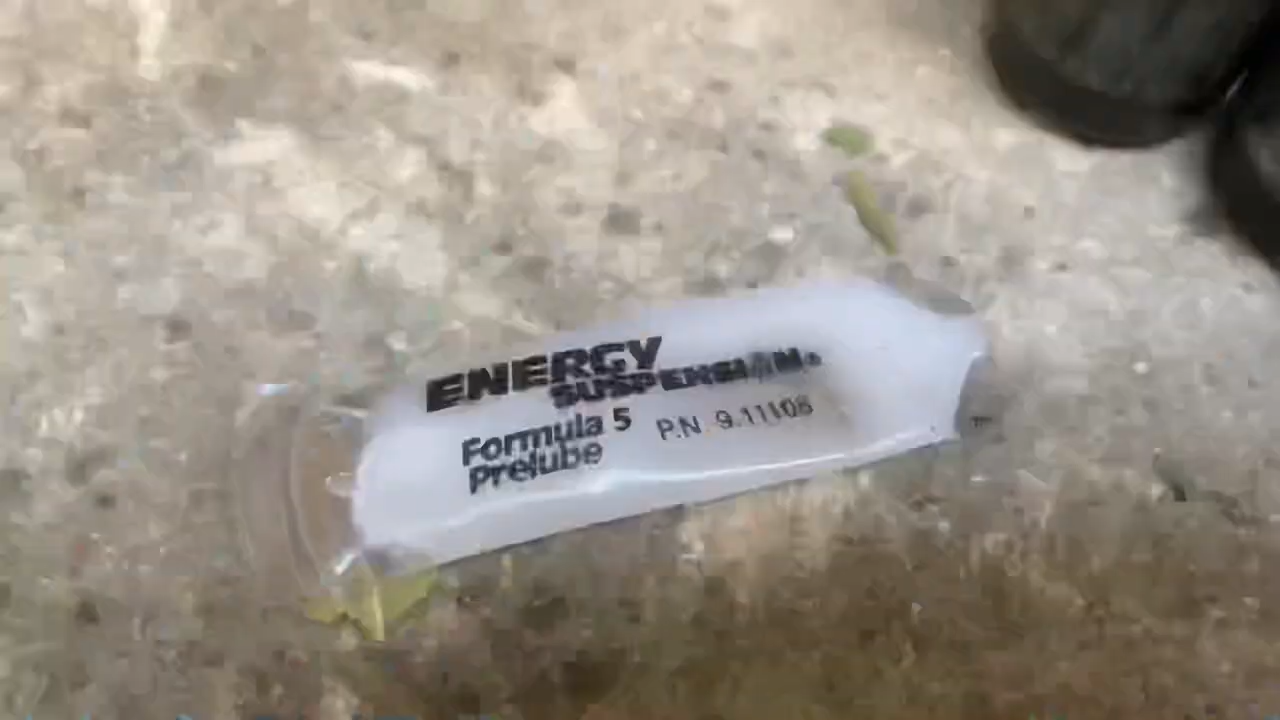 ENERGY
SUSPENSION®
Formula 5
Prelube
P.N. 9.11108